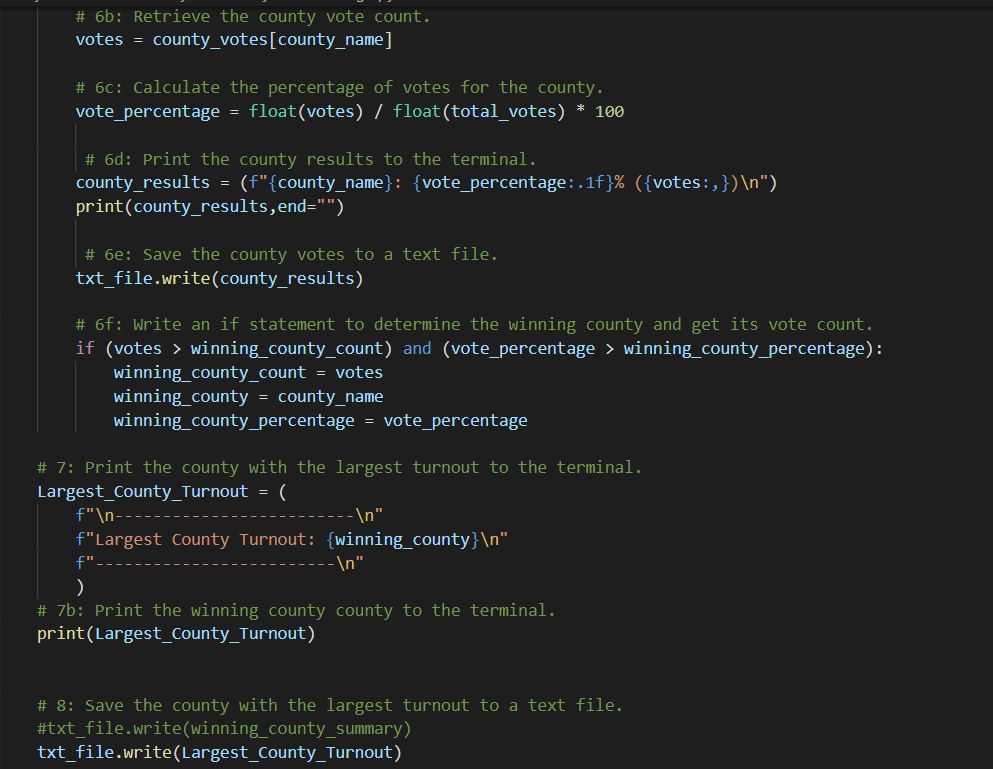 # 6b: Retrieve the county vote count.
votes = county_votes[county_name]
# 6c: Calculate the percentage of votes for the county.
vote_percentage = float(votes) / float(total_votes) * 100
# 6d: Print the county results to the terminal.
county_results = (f"{county_name}: {vote_percentage:.1f}% ({votes:,})\n")
print(county_results,end="")
# 6e: Save the county votes to a text file.
txt_file.write(county_results)
# 6f: Write an if statement to determine the winning county and get its vote count.
if (votes > winning_county_count) and (vote_percentage > winning_county_percentage):
winning_county_count = votes
winning_county = county_name
winning_county_percentage = vote_percentage
# 7: Print the county with the largest turnout to the terminal.
Largest_County_Turnout = (
f"\n-------------------------\n"
f"Largest County Turnout: {winning_county}\n"
f"-------------------------\n"
)
# 7b: Print the winning county county to the terminal.
print(Largest_County_Turnout)
# 8: Save the county with the largest turnout to a text file.
#txt_file.write(winning_county_summary)
txt_file.write(Largest_County_Turnout)